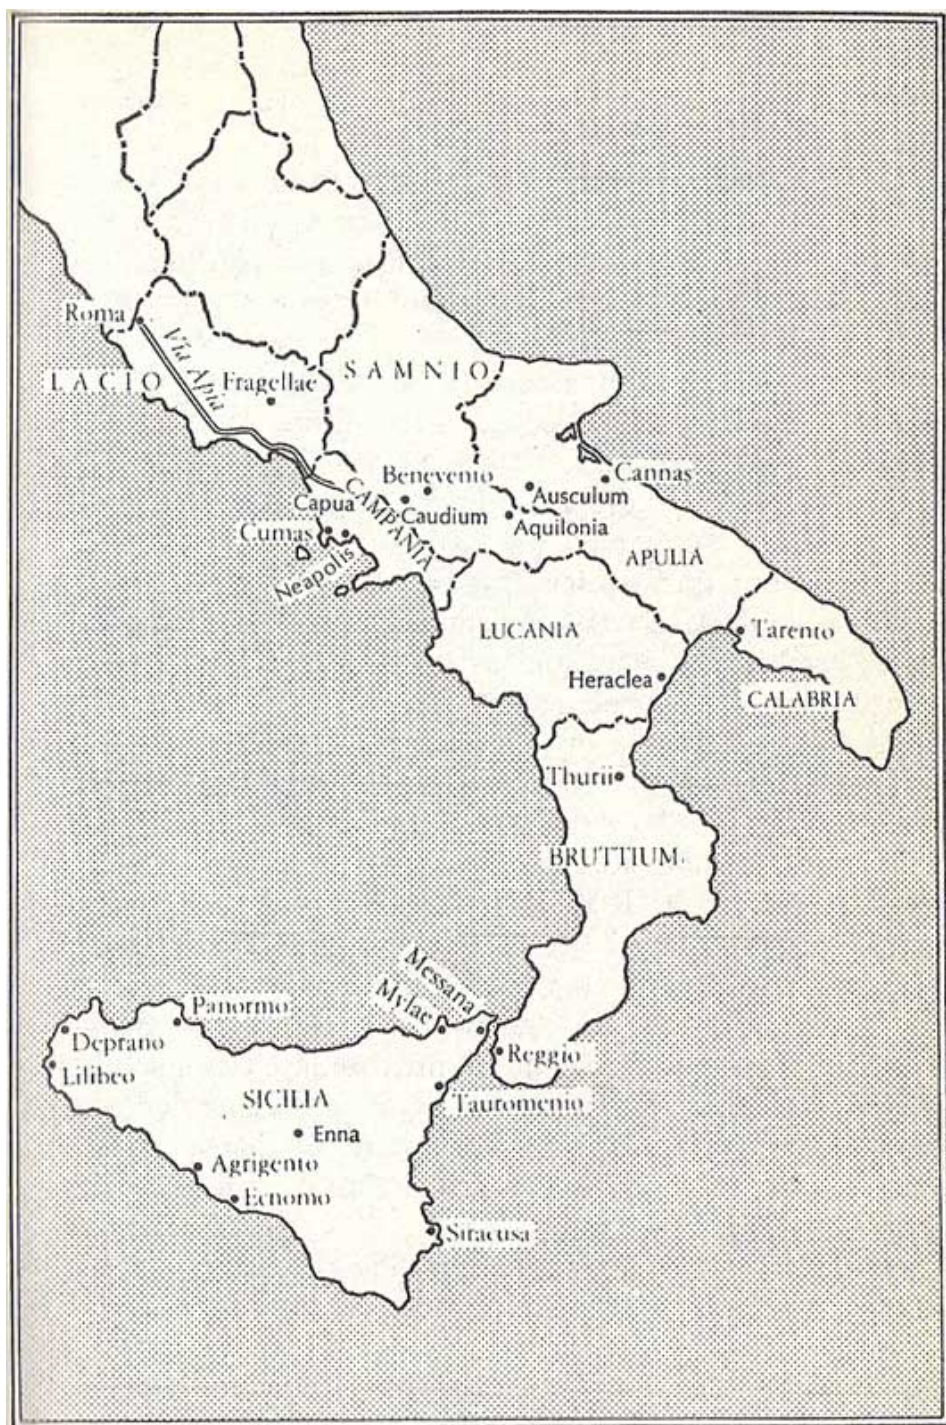 Roma
Via Apia
LACIO
Fragellae
SAMNIO
Benevento
Cannas
Capua
CAMPANIA
Caudium
Ausculum
Aquilonia
Cumas
Neapolis
APULIA
LUCANIA
Tarento
Heraclea
CALABRIA
Thurii
BRUTTIUM
Messana
Mylae
Panormo
Deprano
Reggio
Lilibeo
SICILIA
Tauromenio
Enna
Agrigento
Ecnomo
Siracusa